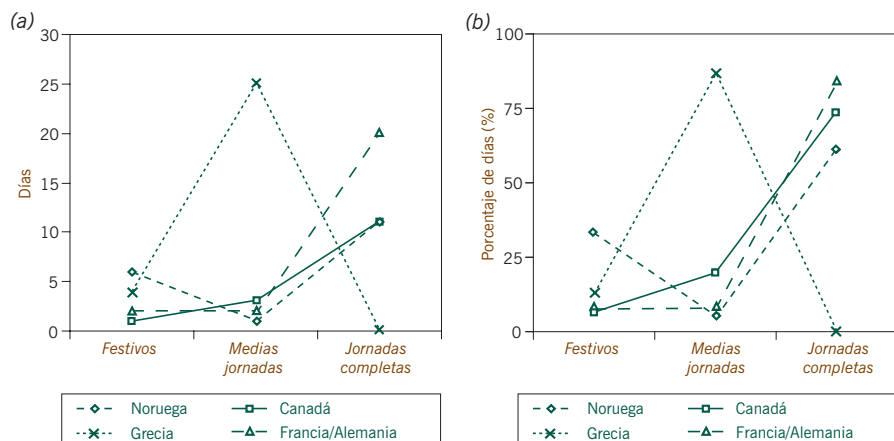 (a)
30
25
20
15
10
5
0
Días
Festivos
Medias
jornadas
Jornadas
completas
Noruega
Canadá
Grecia
Francia/Alemania
(b)
100
75
50
25
0
Porcentaje de días (%)
Festivos
Medias
jornadas
Jornadas
completas
Noruega
Canadá
Grecia
Francia/Alemania